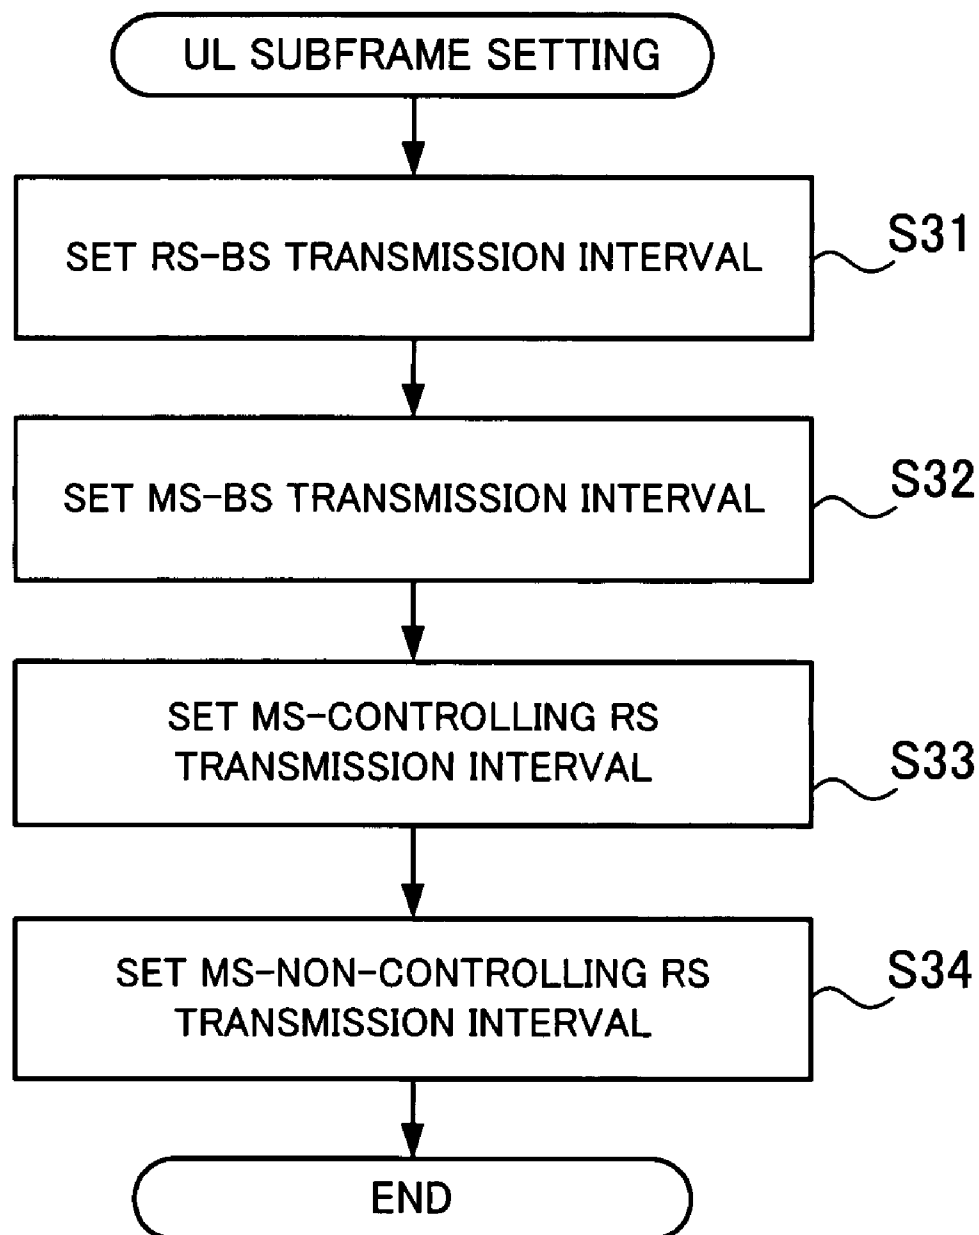 UL SUBFRAME SETTING
SET RS-BS TRANSMISSION INTERVAL
S31
SET MS-BS TRANSMISSION INTERVAL
S32
SET MS-CONTROLLING RS
TRANSMISSION INTERVAL
S33
SET MS-NON-CONTROLLING RS
TRANSMISSION INTERVAL
S34
END